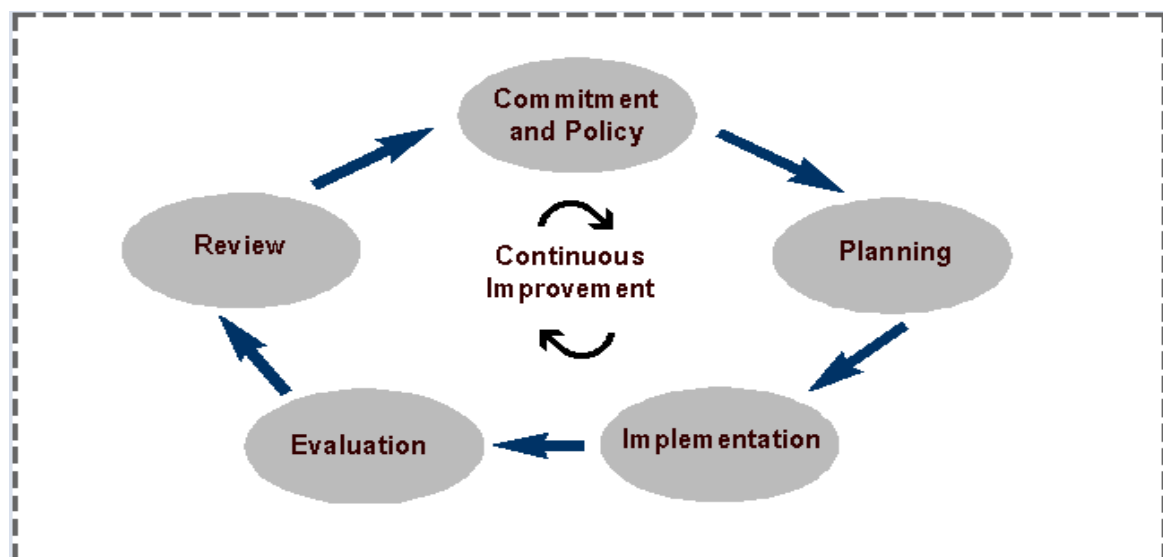 Commitment
and Policy
Review
Planning
Continuous
Improvement
Evaluation
Implementation